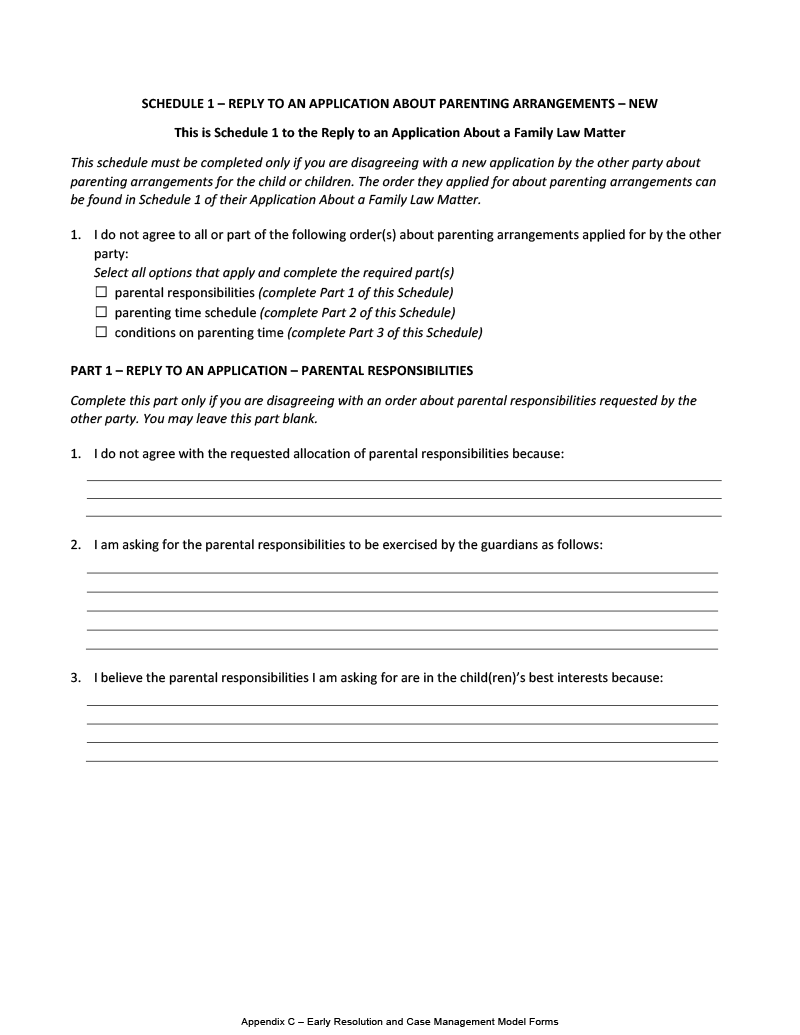 SCHEDULE 1 – REPLY TO AN APPLICATION ABOUT PARENTING ARRANGEMENTS – NEW
This is Schedule 1 to the Reply to an Application About a Family Law Matter
This schedule must be completed only if you are disagreeing with a new application by the other party about
parenting arrangements for the child or children. The order they applied for about parenting arrangements can
be found in Schedule 1 of their Application About a Family Law Matter.
1. I do not agree to all or part of the following order(s) about parenting arrangements applied for by the other
party:
Select all options that apply and complete the required part(s)
☐ parental responsibilities (complete Part 1 of this Schedule)
☐ parenting time schedule (complete Part 2 of this Schedule)
☐ conditions on parenting time (complete Part 3 of this Schedule)
PART 1 – REPLY TO AN APPLICATION – PARENTAL RESPONSIBILITIES
Complete this part only if you are disagreeing with an order about parental responsibilities requested by the
other party. You may leave this part blank.
1. I do not agree with the requested allocation of parental responsibilities because:
2. I am asking for the parental responsibilities to be exercised by the guardians as follows:
3. I believe the parental responsibilities I am asking for are in the child(ren)’s best interests because:
Appendix C – Early Resolution and Case Management Model Forms